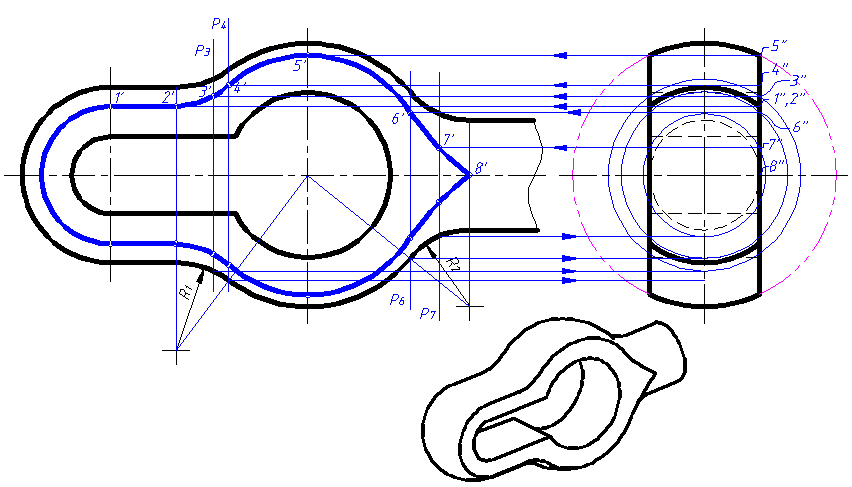 P4
P3
1'
2'
3'
4'
5'
6'
7'
8'
R1
R2
P6
P7
5"
4"
3"
1",2"
6"
7"
8"